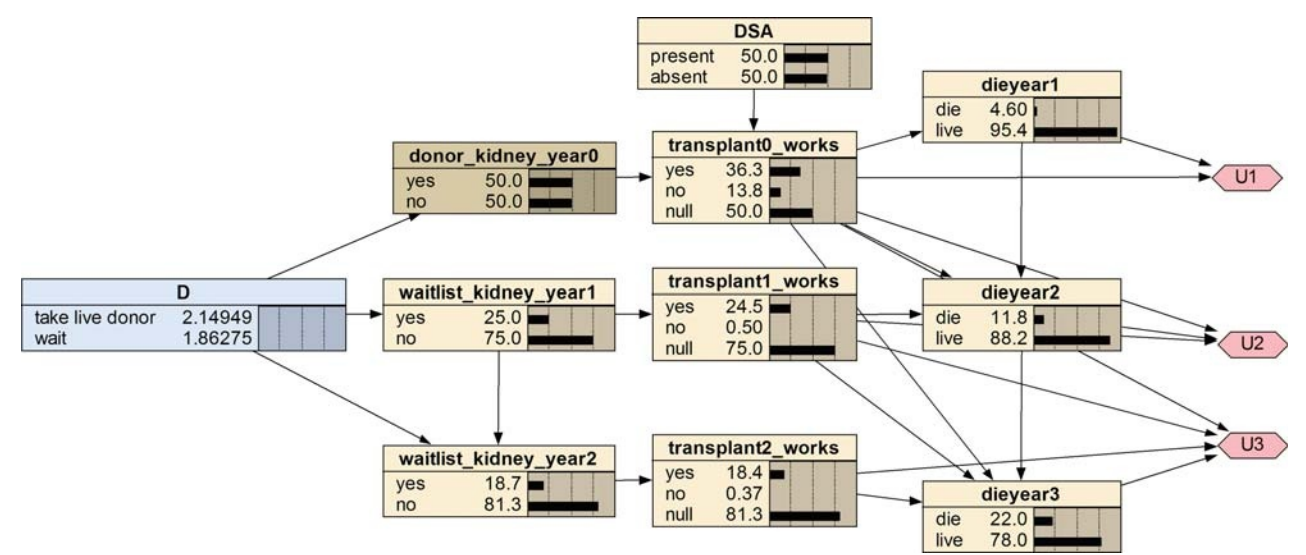 DSA
present 50.0
absent 50.0
dieyear1
die 4.60
live 95.4
donor_kidney_year0
yes 50.0
no 50.0
transplant0_works
yes 36.3
no 13.8
null 50.0
U1
D
take live donor 2.14949
wait 1.86275
waitlist_kidney_year1
yes 25.0
no 75.0
transplant1_works
yes 24.5
no 0.50
null 75.0
dieyear2
die 11.8
live 88.2
U2
waitlist_kidney_year2
yes 18.7
no 81.3
transplant2_works
yes 18.4
no 0.37
null 81.3
U3
dieyear3
die 22.0
live 78.0